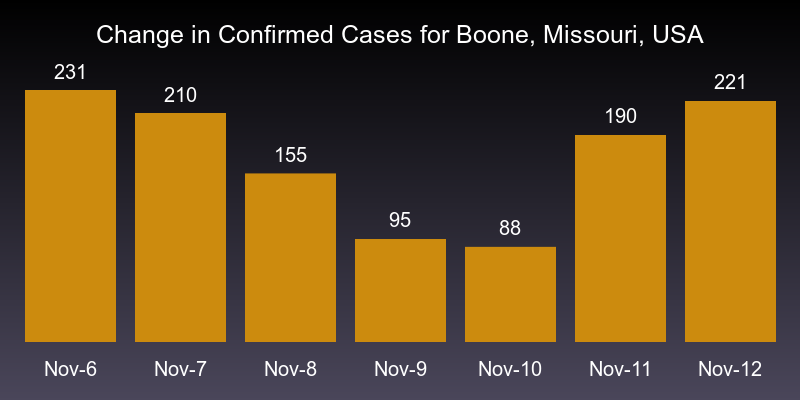 Change in Confirmed Cases for Boone, Missouri, USA
231
210
155
95
88
190
221
Nov-6
Nov-7
Nov-8
Nov-9
Nov-10
Nov-11
Nov-12